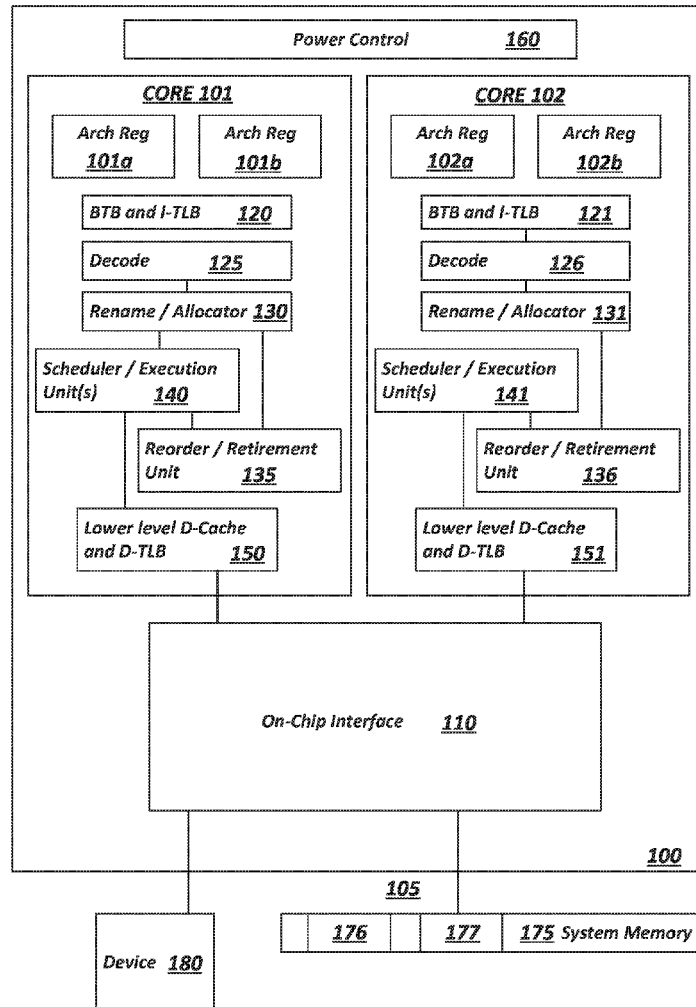 Power Control 160
CORE 101
Arch Reg
101a
Arch Reg
101b
BTB and I-TLB 120
Decode 125
Rename / Allocator 130
Scheduler / Execution
Unit(s) 140
Reorder / Retirement
Unit 135
Lower level D-Cache
and D-TLB 150
CORE 102
Arch Reg
102a
Arch Reg
102b
BTB and I-TLB 121
Decode 126
Rename / Allocator 131
Scheduler / Execution
Unit(s) 141
Reorder / Retirement
Unit 136
Lower level D-Cache
and D-TLB 151
On-Chip Interface 110
100
105
Device 180
176 177 175 System Memory